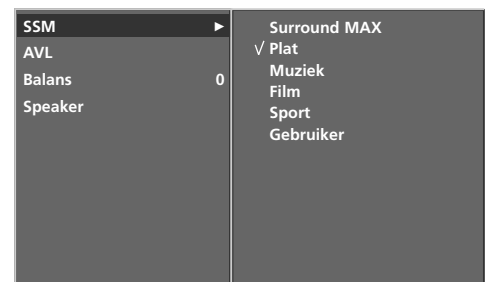 SSM ►
AVL
Balans 0
Speaker
Surround MAX
√ Plat
Muziek
Film
Sport
Gebruiker